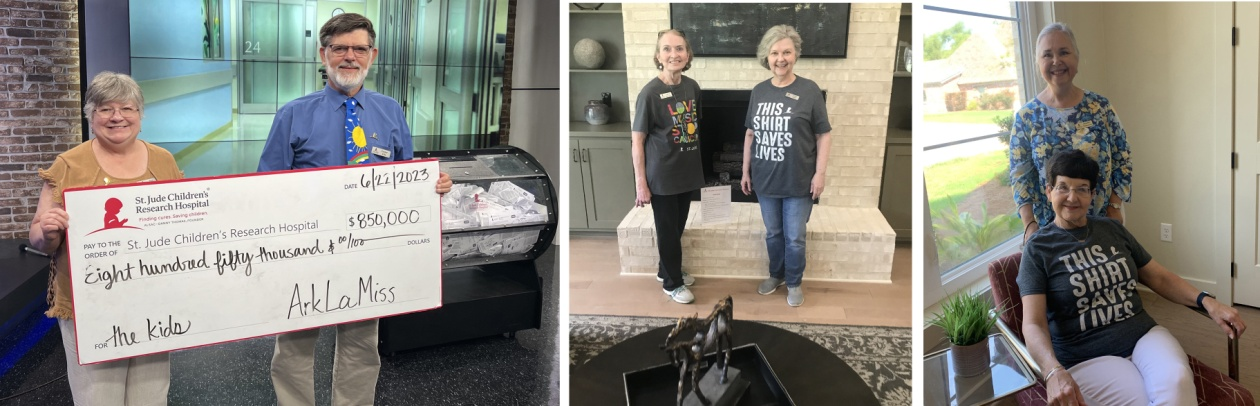 24
St. Jude Children's
Research Hospital
Finding cures. Saving children.
DATE 6/22/2023
PAY TO THE
ORDER OF St. Jude Children's Research Hospital $ 850,000
Eight hundred fifty thousand & 00/100 DOLLARS
ArkLaMiss
FOR the kids
LOVE
MUSIC
STOP
CANCER
THIS
SHIRT
SAVES
LIVES
THIS
SHIRT
SAVES
LIVES